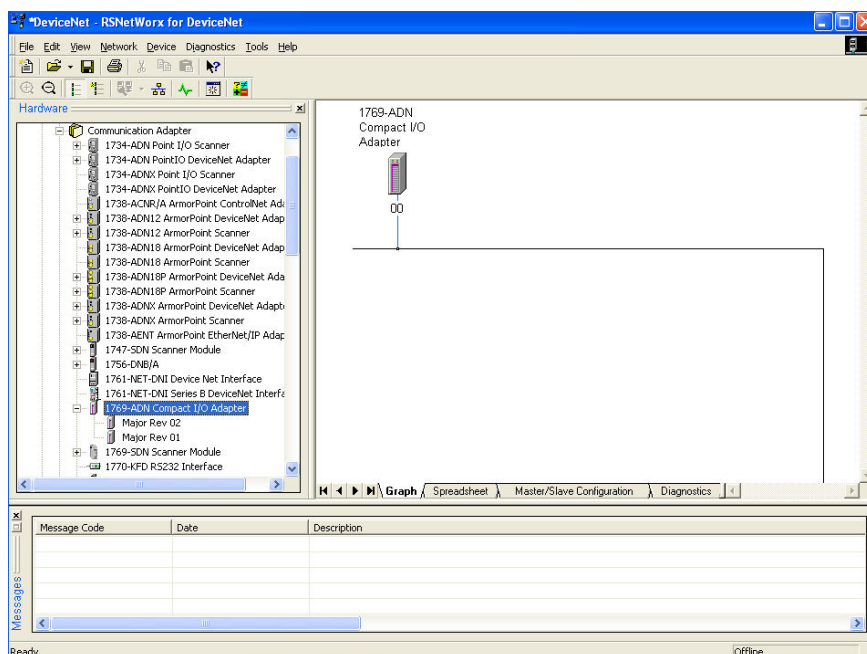 *DeviceNet - RSNetWorx for DeviceNet
File Edit View Network Device Diagnostics Tools Help
Hardware
Communication Adapter
1734-ADN Point I/O Scanner
1734-ADN PointIO DeviceNet Adapter
1734-ADNX Point I/O Scanner
1734-ADNX PointIO DeviceNet Adapter
1738-ACNR/A ArmorPoint ControlNet Ada
1738-ADN12 ArmorPoint DeviceNet Adap
1738-ADN12 ArmorPoint Scanner
1738-ADN18 ArmorPoint DeviceNet Adap
1738-ADN18 ArmorPoint Scanner
1738-ADN18P ArmorPoint DeviceNet Ada
1738-ADN18P ArmorPoint Scanner
1738-ADNX ArmorPoint DeviceNet Adapt
1738-ADNX ArmorPoint Scanner
1738-AENT ArmorPoint EtherNet/IP Adap
1747-SDN Scanner Module
1756-DNB/A
1761-NET-DNI Device Net Interface
1761-NET-DNI Series B DeviceNet Interfa
1769-ADN Compact I/O Adapter
Major Rev 02
Major Rev 01
1769-SDN Scanner Module
1770-KFD RS232 Interface
1769-ADN
Compact I/O
Adapter
00
Graph Spreadsheet Master/Slave Configuration Diagnostics
Message Code Date Description
Messages
Ready Offline